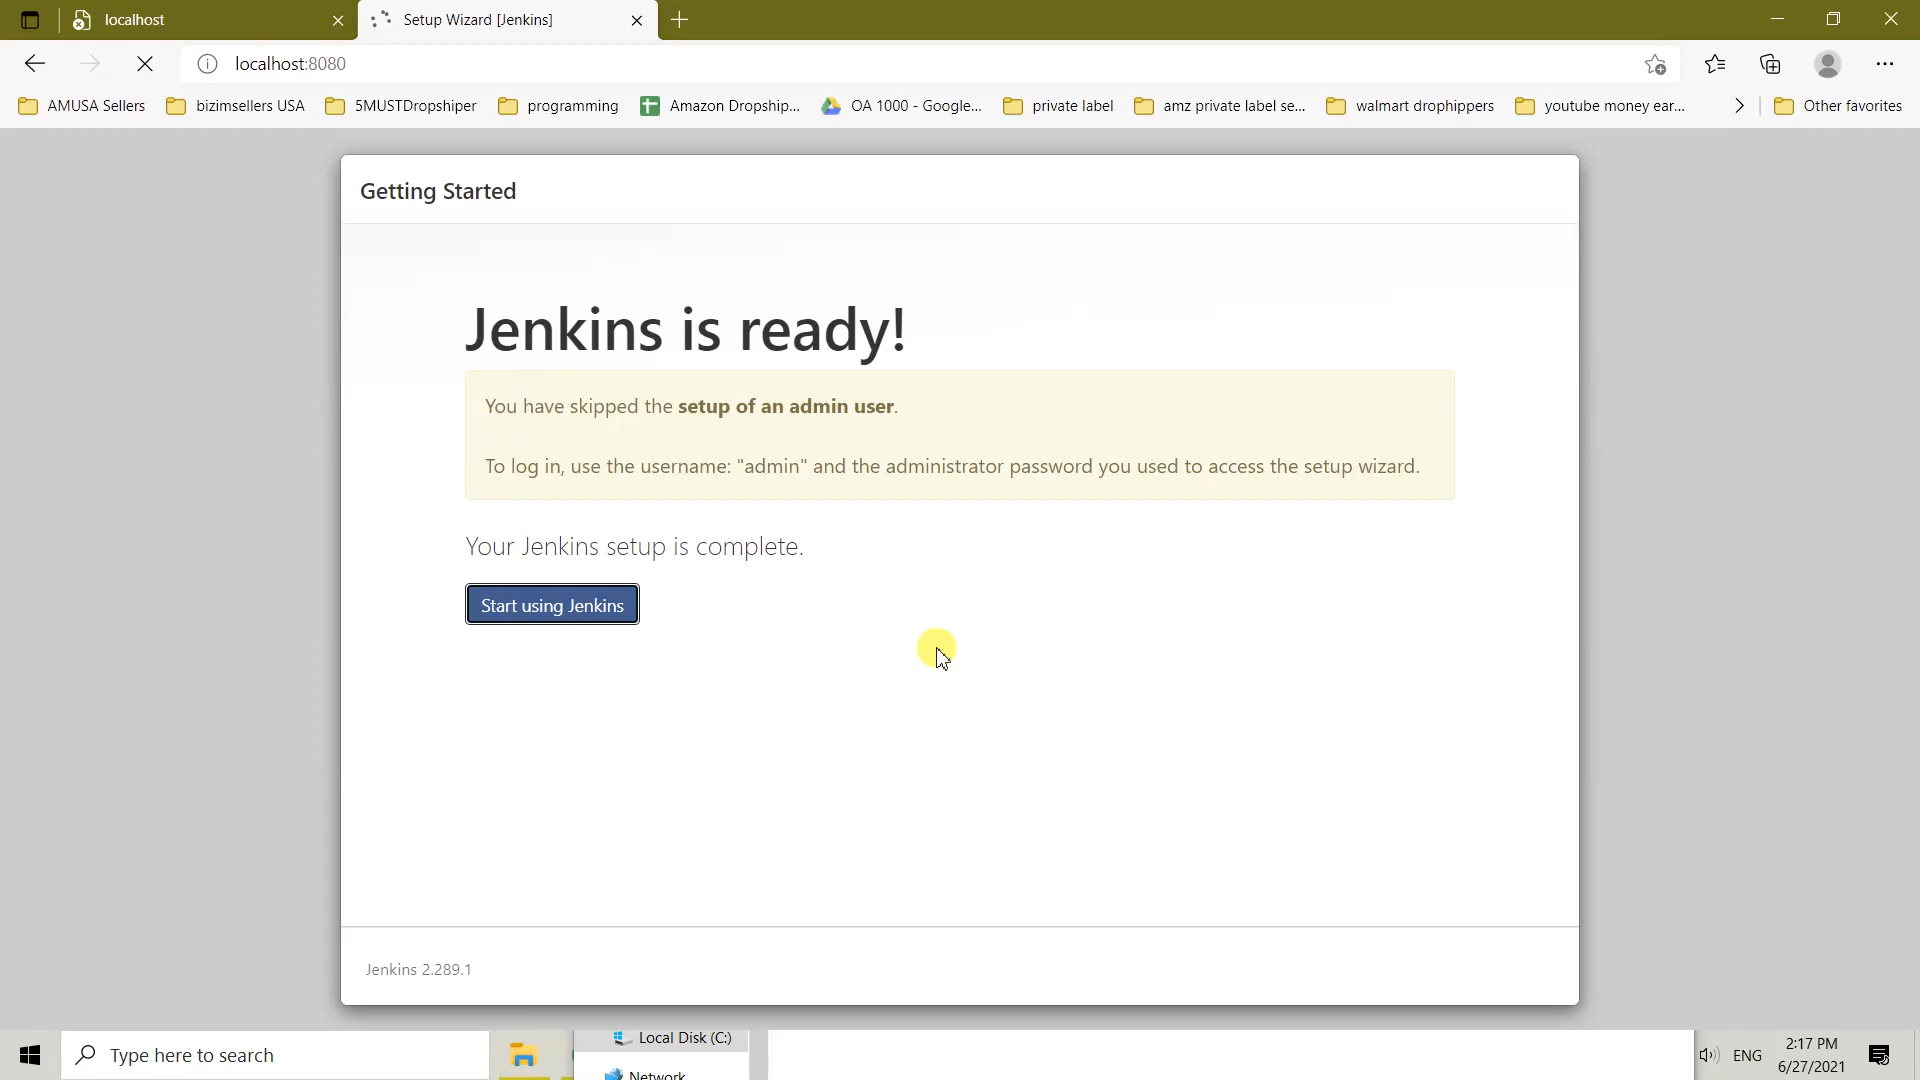 localhost
Setup Wizard [Jenkins]
localhost:8080
AMUSA Sellers
bizimsellers USA
5MUSTDropshiper
programming
Amazon Dropship...
OA 1000 - Google...
private label
amz private label se...
walmart drophippers
youtube money ear...
Other favorites
Getting Started
Jenkins is ready!
You have skipped the setup of an admin user.
To log in, use the username: "admin" and the administrator password you used to access the setup wizard.
Your Jenkins setup is complete.
Start using Jenkins
Jenkins 2.289.1
Local Disk (C:)
Network
Type here to search
ENG
2:17 PM
6/27/2021